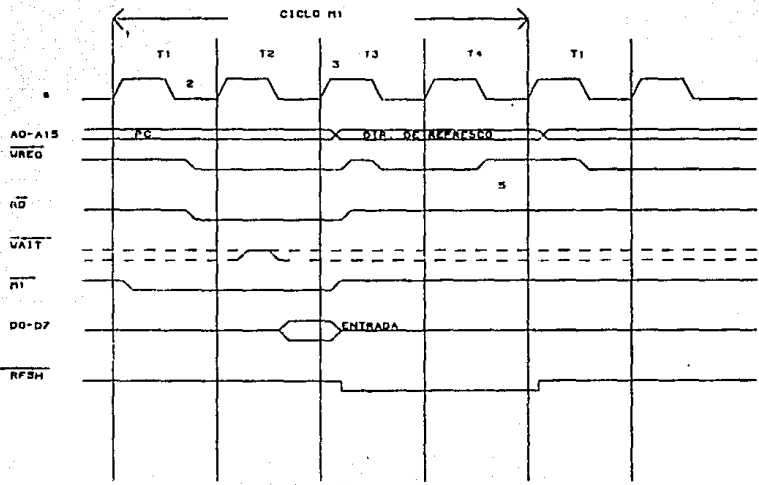 CICLO M1
1
T1 T2 T3 T4 T1
2 3
A0-A15 PC DIR. DE REFRESCO
MREQ
5
RD
WAIT
M1
D0-D7 ENTRADA
RFSH